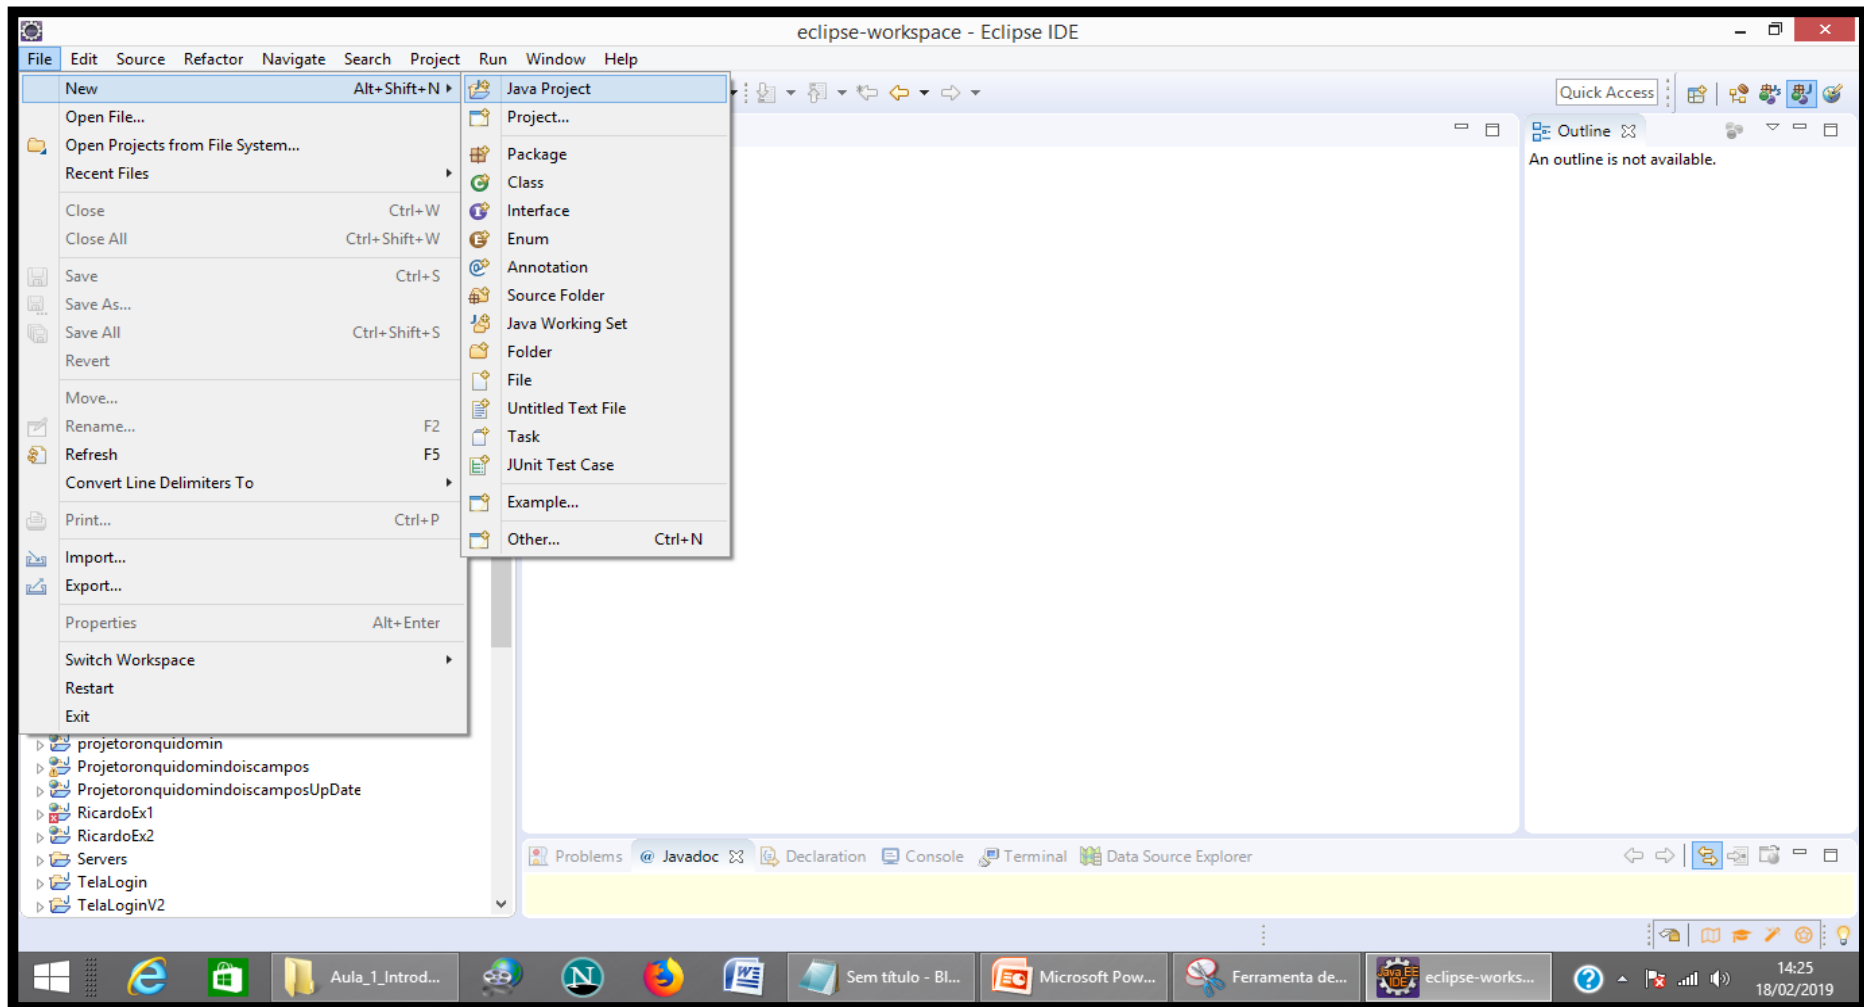 eclipse-workspace - Eclipse IDE
File Edit Source Refactor Navigate Search Project Run Window Help
New Alt+Shift+N
Open File...
Open Projects from File System...
Recent Files
Close Ctrl+W
Close All Ctrl+Shift+W
Save Ctrl+S
Save As...
Save All Ctrl+Shift+S
Revert
Move...
Rename... F2
Refresh F5
Convert Line Delimiters To
Print... Ctrl+P
Import...
Export...
Properties Alt+Enter
Switch Workspace
Restart
Exit
Java Project
Project...
Package
Class
Interface
Enum
Annotation
Source Folder
Java Working Set
Folder
File
Untitled Text File
Task
JUnit Test Case
Example...
Other... Ctrl+N
Quick Access
Outline
An outline is not available.
projetoronquidomin
Projetoronquidomindoiscampos
ProjetoronquidomindoiscamposUpDate
RicardoEx1
RicardoEx2
Servers
TelaLogin
TelaLoginV2
Problems @ Javadoc Declaration Console Terminal Data Source Explorer
Aula_1_Introd... Sem título - Bl... Microsoft Pow... Ferramenta de... Java EE IDE eclipse-works...
14:25
18/02/2019